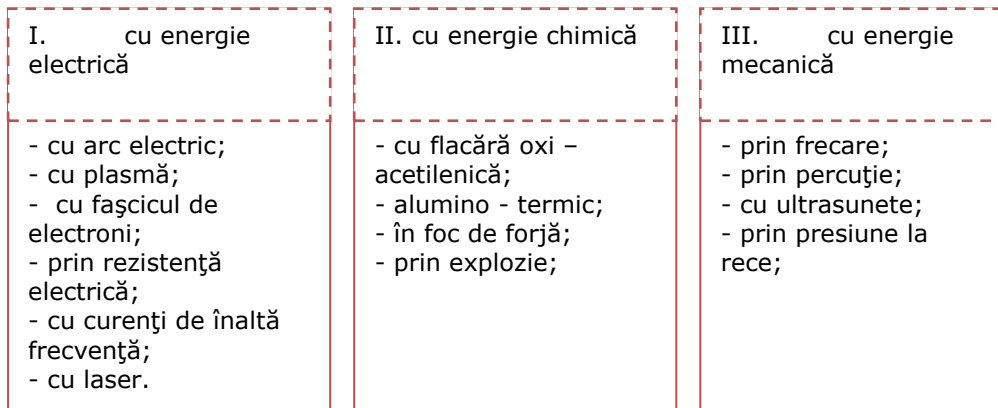 I. cu energie
electrică
- cu arc electric;
- cu plasmă;
- cu faşcicul de
electroni;
- prin rezistenţă
electrică;
- cu curenţi de înaltă
frecvenţă;
- cu laser.
II. cu energie chimică
- cu flacără oxi –
acetilenică;
- alumino - termic;
- în foc de forjă;
- prin explozie;
III. cu energie
mecanică
- prin frecare;
- prin percuţie;
- cu ultrasunete;
- prin presiune la
rece;